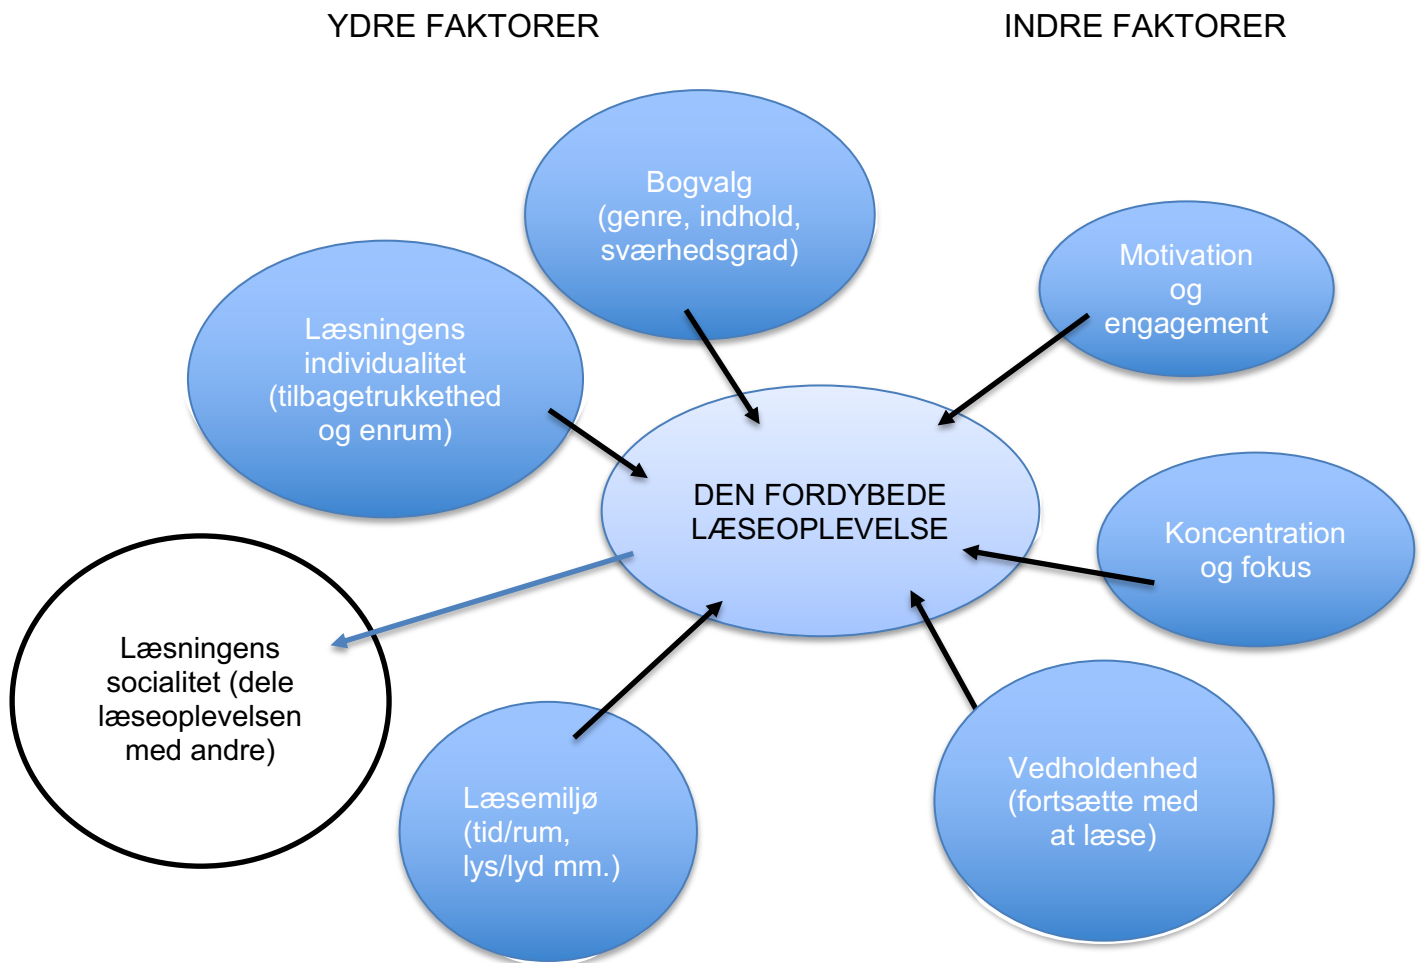 YDRE FAKTORER
INDRE FAKTORER
Bogvalg
(genre, indhold,
sværhedsgrad)
Motivation
og
engagement
Læsningens
individualitet
(tilbagetrukkethed
og enrum)
DEN FORDYBEDE
LÆSEOPLEVELSE
Koncentration
og fokus
Læsningens
socialitet (dele
læseoplevelsen
med andre)
Læsemiljø
(tid/rum,
lys/lyd mm.)
Vedholdenhed
(fortsætte med
at læse)